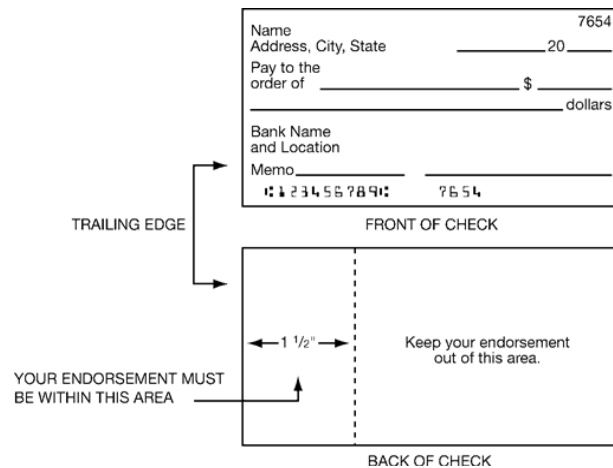 7654
Name
Address, City, State 20
Pay to the
order of $
dollars
Bank Name
and Location
Memo
⑆123456789⑆ 7654
TRAILING EDGE
FRONT OF CHECK
1 1/2"
Keep your endorsement
out of this area.
YOUR ENDORSEMENT MUST
BE WITHIN THIS AREA
BACK OF CHECK